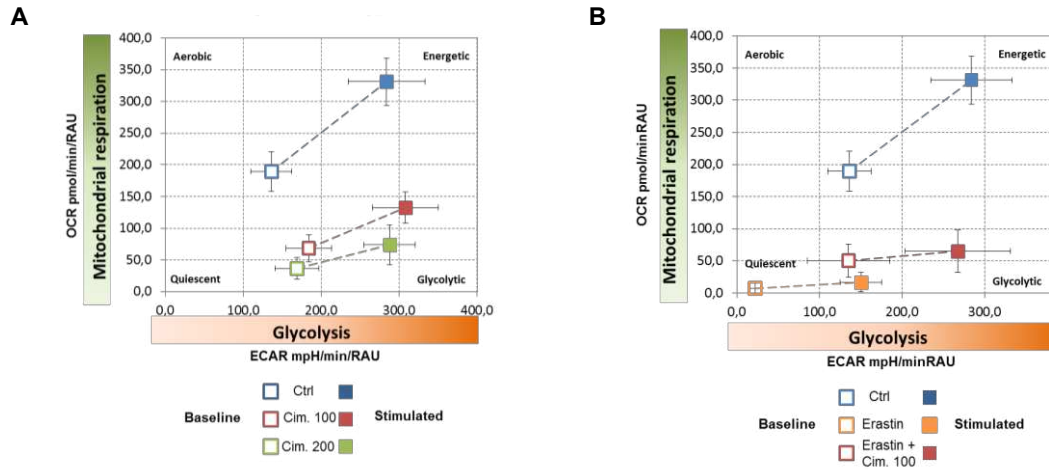 A
OCR pmol/min/RAU
Mitochondrial respiration
400,0
350,0
300,0
250,0
200,0
150,0
100,0
50,0
0,0
Aerobic
Energetic
Quiescent
Glycolytic
0,0 100,0 200,0 300,0 400,0
Glycolysis
ECAR mpH/min/RAU
Ctrl
Baseline Cim. 100 Stimulated
Cim. 200
B
OCR pmol/minRAU
Mitochondrial respiration
400,0
350,0
300,0
250,0
200,0
150,0
100,0
50,0
0,0
Aerobic
Energetic
Quiescent
Glycolytic
0,0 100,0 200,0 300,0
Glycolysis
ECAR mpH/minRAU
Ctrl
Baseline Erastin Stimulated
Erastin +
Cim. 100